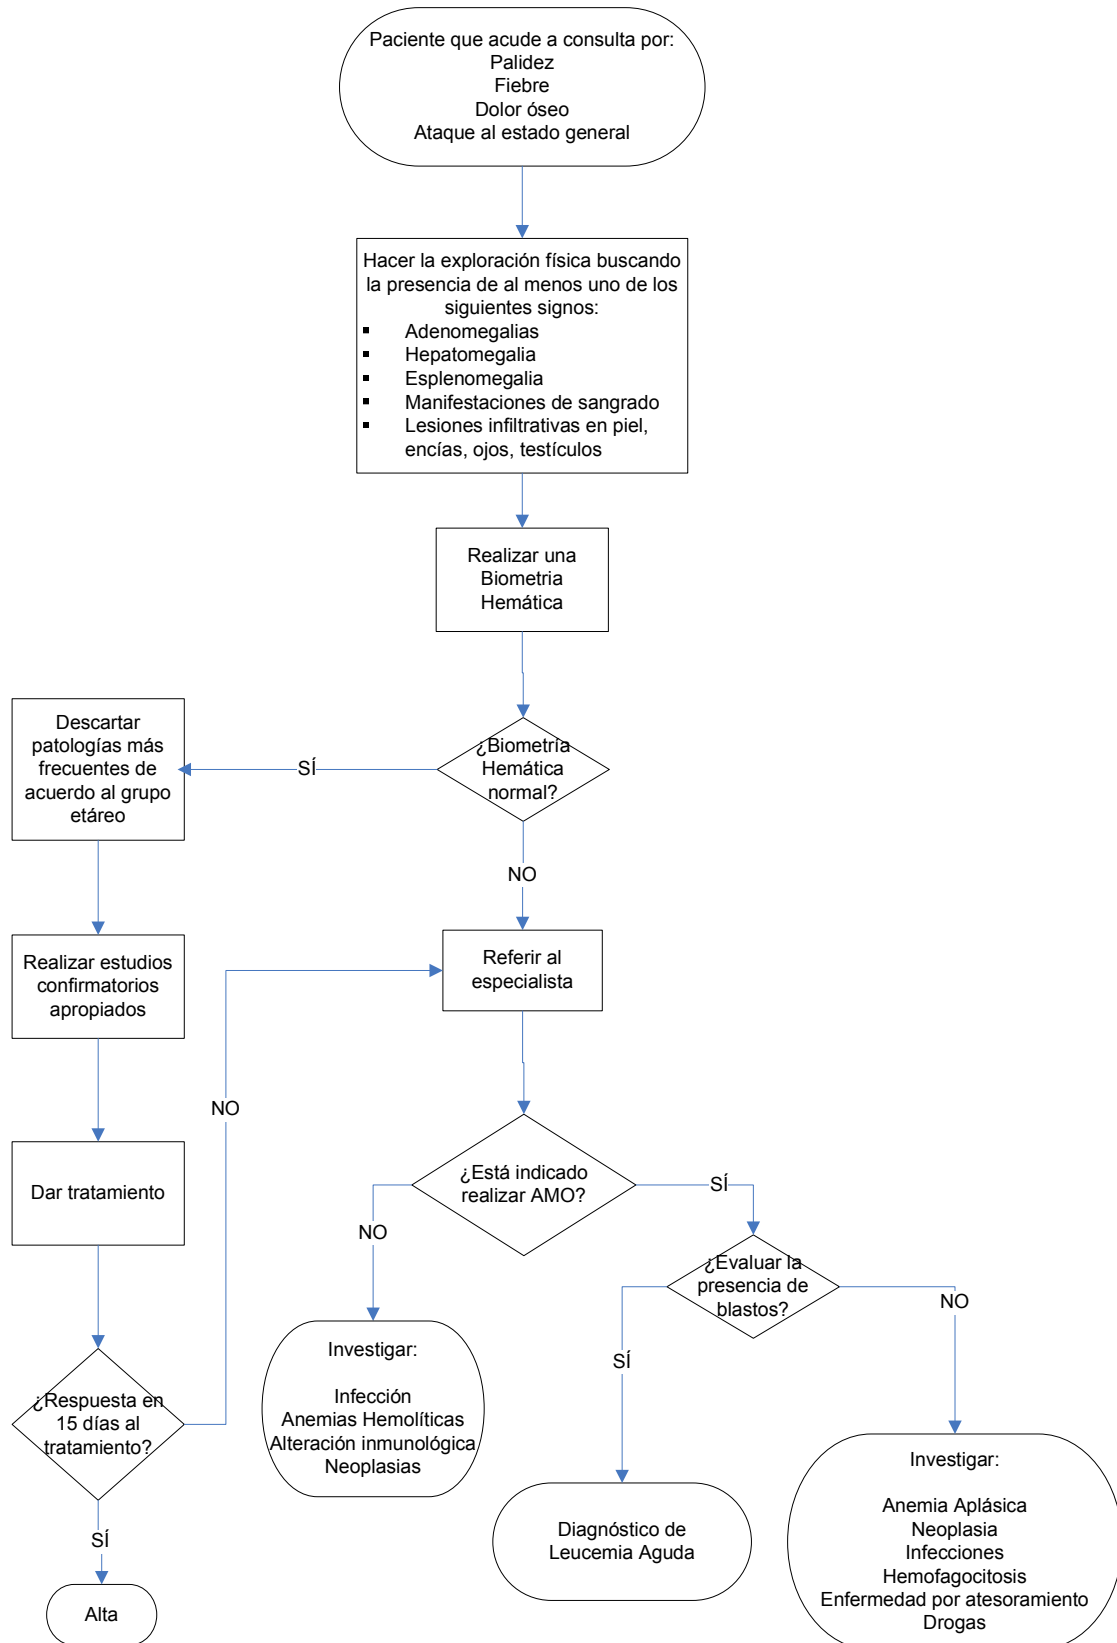 Paciente que acude a consulta por:
Palidez
Fiebre
Dolor óseo
Ataque al estado general
Hacer la exploración física buscando
la presencia de al menos uno de los
siguientes signos:
▪ Adenomegalias
▪ Hepatomegalia
▪ Esplenomegalia
▪ Manifestaciones de sangrado
▪ Lesiones infiltrativas en piel,
encías, ojos, testículos
Realizar una
Biometria
Hemática
¿Biometría
Hemática
normal?
SÍ
NO
Descartar
patologías más
frecuentes de
acuerdo al grupo
etáreo
Realizar estudios
confirmatorios
apropiados
Dar tratamiento
¿Respuesta en
15 días al
tratamiento?
NO
SÍ
Alta
Referir al
especialista
¿Está indicado
realizar AMO?
NO
SÍ
Investigar:
Infección
Anemias Hemolíticas
Alteración inmunológica
Neoplasias
¿Evaluar la
presencia de
blastos?
SÍ
NO
Diagnóstico de
Leucemia Aguda
Investigar:
Anemia Aplásica
Neoplasia
Infecciones
Hemofagocitosis
Enfermedad por atesoramiento
Drogas